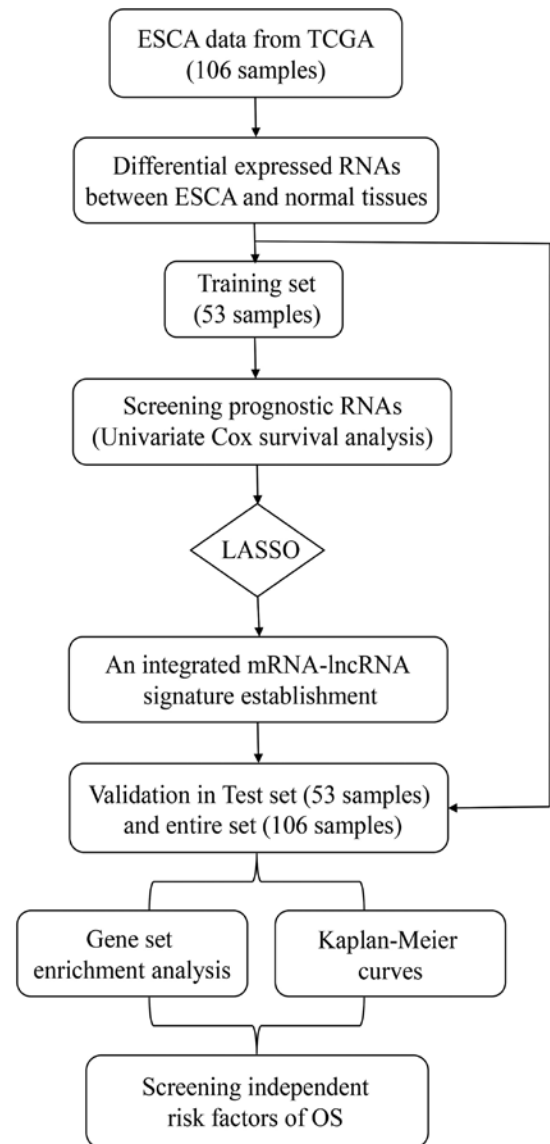 ESCA data from TCGA
(106 samples)
Differential expressed RNAs
between ESCA and normal tissues
Training set
(53 samples)
Screening prognostic RNAs
(Univariate Cox survival analysis)
LASSO
An integrated mRNA-lncRNA
signature establishment
Validation in Test set (53 samples)
and entire set (106 samples)
Gene set
enrichment analysis
Kaplan-Meier
curves
Screening independent
risk factors of OS